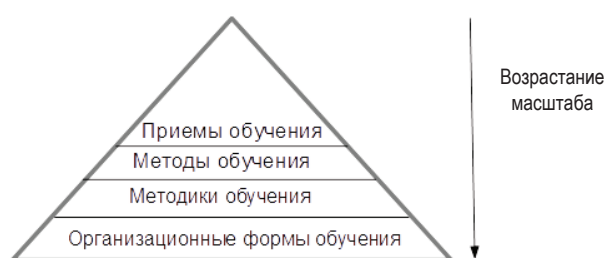 Возрастание
масштаба
Приемы обучения
Методы обучения
Методики обучения
Организационные формы обучения